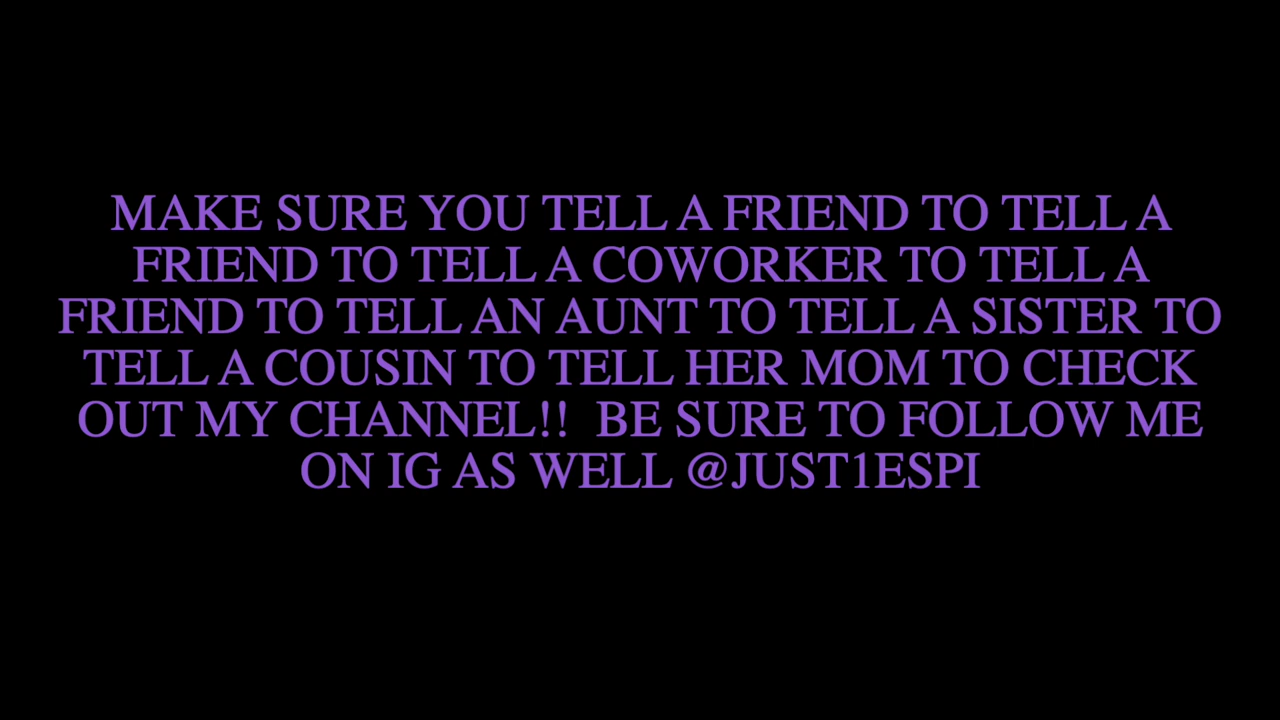 MAKE SURE YOU TELL A FRIEND TO TELL A
FRIEND TO TELL A COWORKER TO TELL A
FRIEND TO TELL AN AUNT TO TELL A SISTER TO
TELL A COUSIN TO TELL HER MOM TO CHECK
OUT MY CHANNEL!!  BE SURE TO FOLLOW ME
ON IG AS WELL @JUST1ESPI